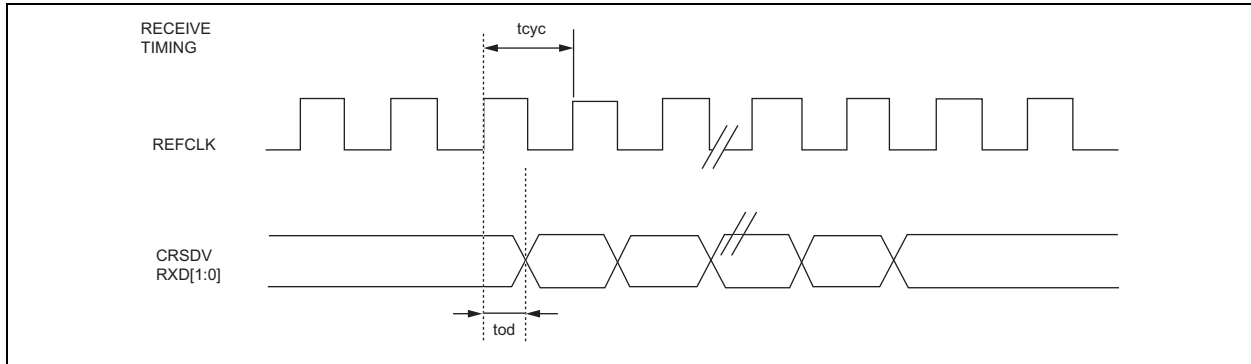 RECEIVE
TIMING
tcyc
REFCLK
CRSDV
RXD[1:0]
tod